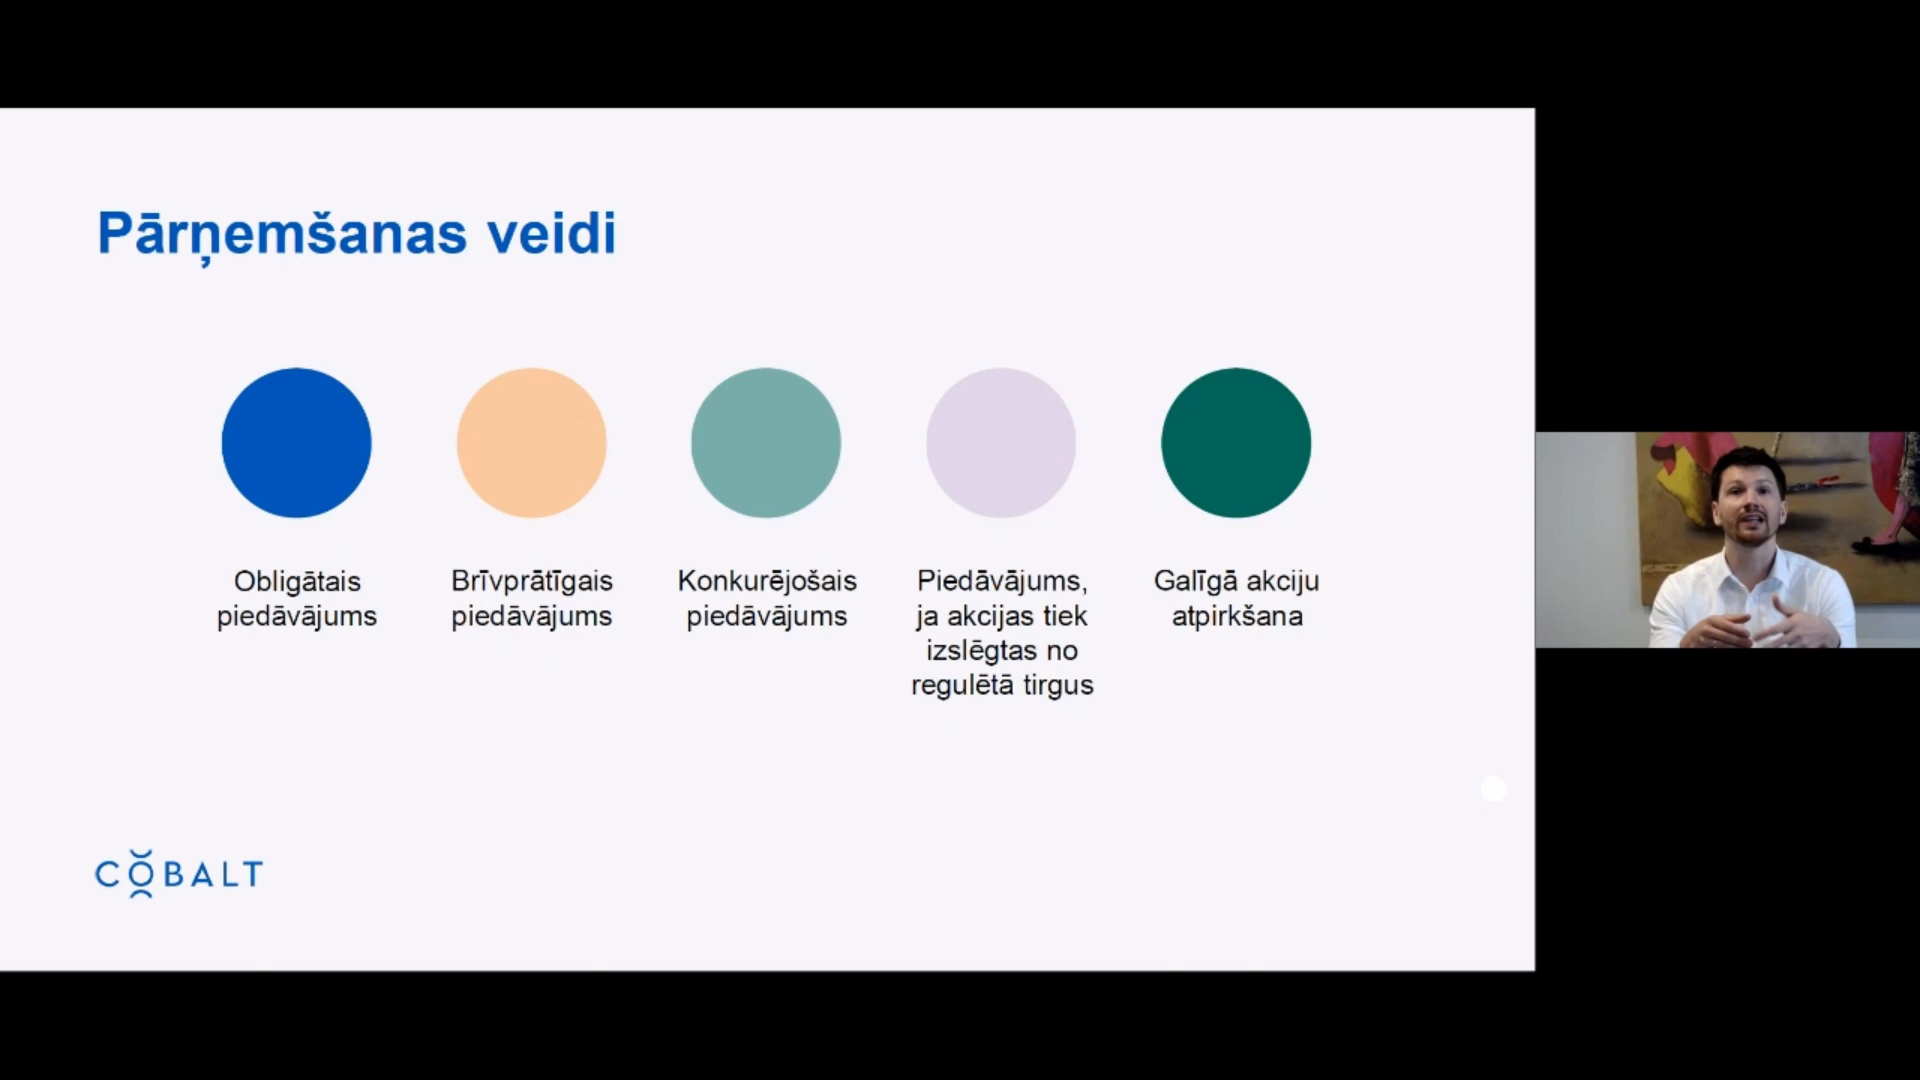 Pārņemšanas veidi
Obligātais
piedāvājums
Brīvprātīgais
piedāvājums
Konkurējošais
piedāvājums
Piedāvājums,
ja akcijas tiek
izslēgtas no
regulētā tirgus
Galīgā akciju
atpirkšana
COBALT